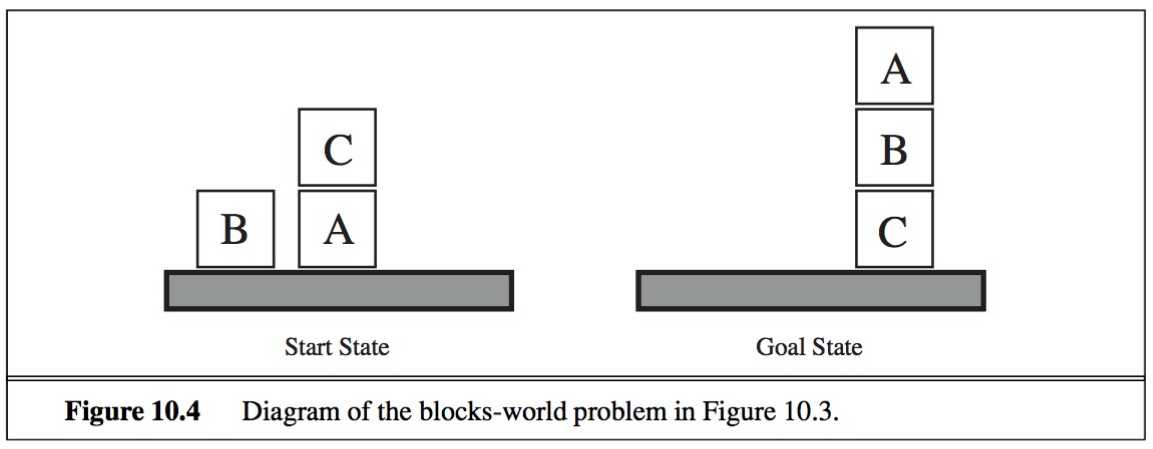 A
C
B
B A
C
Start State
Goal State
Figure 10.4 Diagram of the blocks-world problem in Figure 10.3.